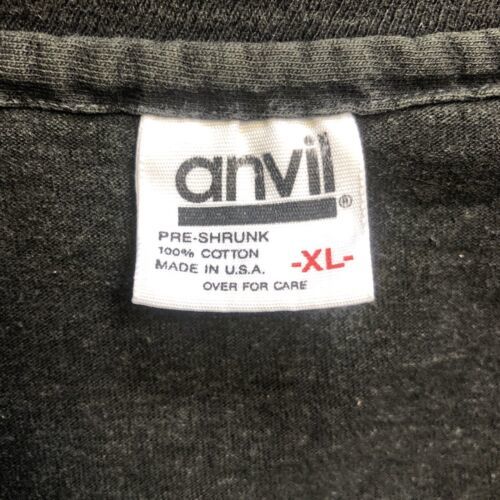 anvil®
PRE-SHRUNK
100% COTTON
MADE IN U.S.A. -XL-
OVER FOR CARE